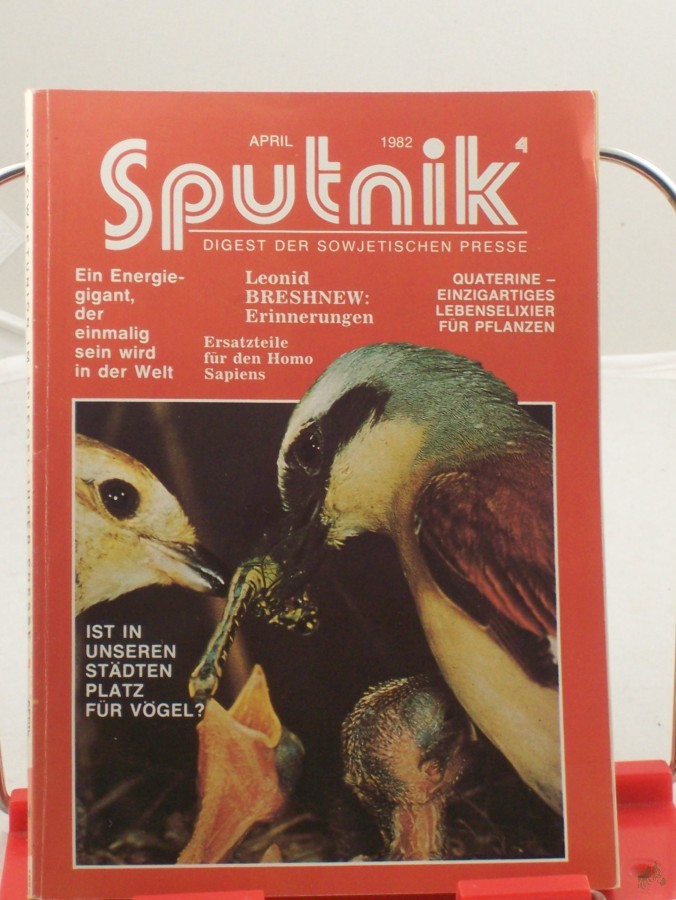 APRIL 1982
Sputnik 4
DIGEST DER SOWJETISCHEN PRESSE
Ein Energie-
gigant,
der
einmalig
sein wird
in der Welt
Leonid
BRESHNEW:
Erinnerungen
Ersatzteile
für den Homo
Sapiens
QUATERINE –
EINZIGARTIGES
LEBENSELIXIER
FÜR PFLANZEN
IST IN
UNSEREN
STÄDTEN
PLATZ
FÜR VÖGEL?